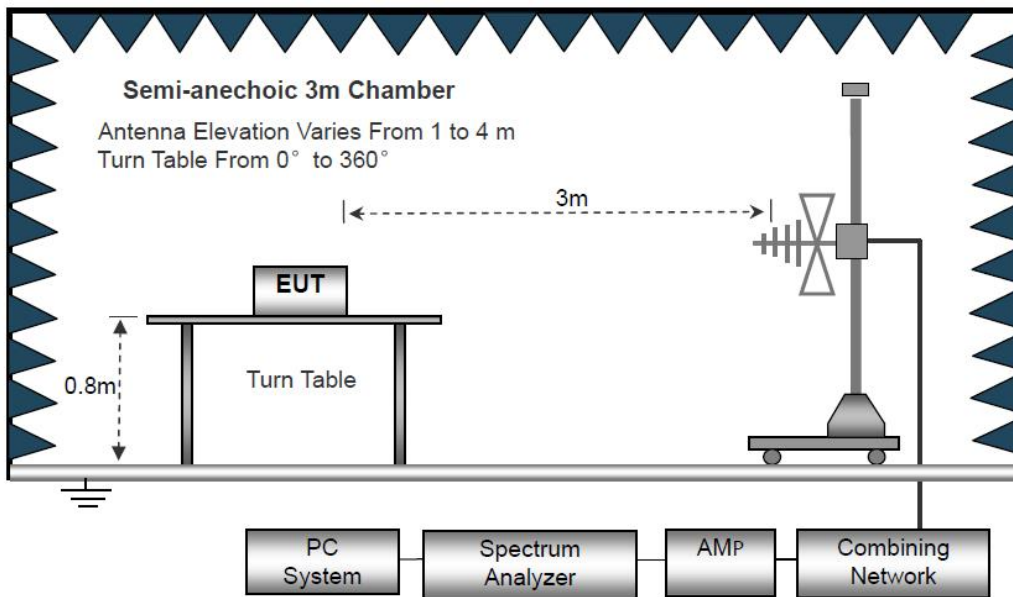 Semi-anechoic 3m Chamber
Antenna Elevation Varies From 1 to 4 m
Turn Table From 0° to 360°
3m
EUT
0.8m
Turn Table
PC
System
Spectrum
Analyzer
AMP
Combining
Network